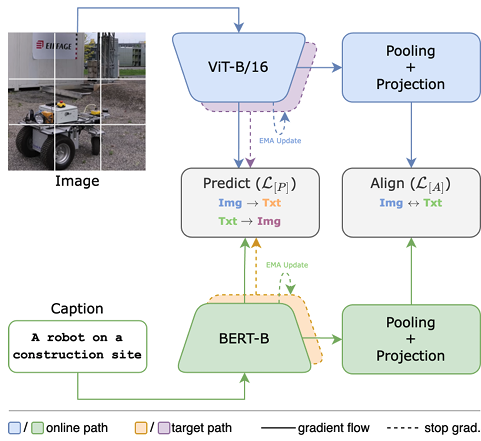 EIFFAGE
Image
ViT-B/16
EMA Update
Pooling
+
Projection
Predict (ℒ[P])
Img → Txt
Txt → Img
Align (ℒ[A])
Img ↔ Txt
EMA Update
Caption
A robot on a
construction site
BERT-B
Pooling
+
Projection
/ online path / target path gradient flow stop grad.